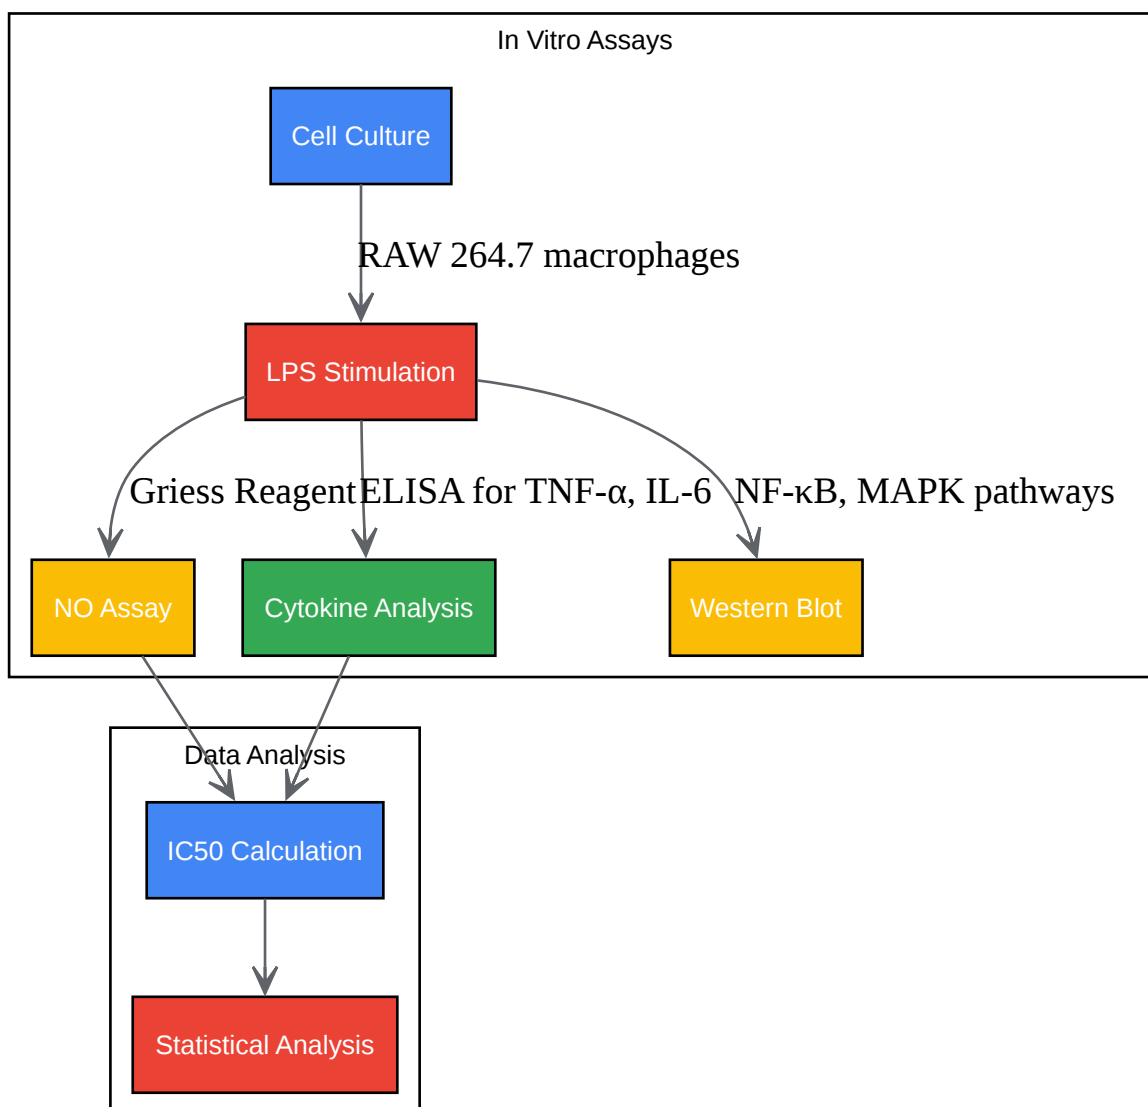 In Vitro Assays
Cell Culture
RAW 264.7 macrophages
LPS Stimulation
Griess Reagent
ELISA for TNF-α, IL-6
NF-κB, MAPK pathways
NO Assay
Cytokine Analysis
Western Blot
Data Analysis
IC50 Calculation
Statistical Analysis